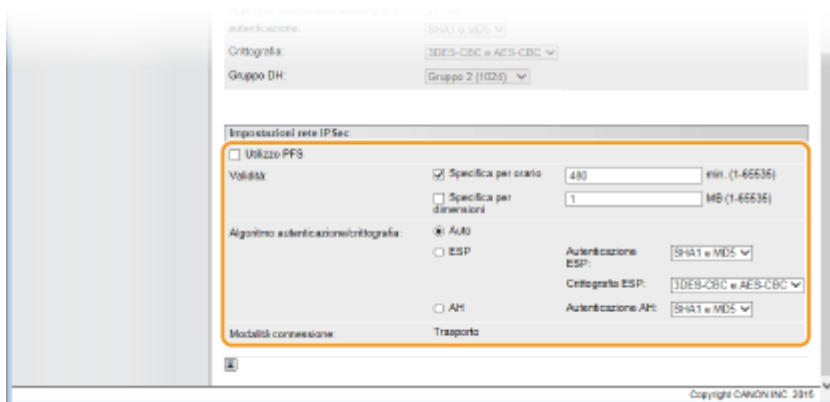 autenticazione: SHA1 e MD5
Crittografia: 3DES-CBC e AES-CBC
Gruppo DH: Gruppo 2 (1024)
Impostazioni rete IPSec
Utilizzo PFS
Validità: Specifica per orario 480 min. (1-65535)
Specifica per dimensioni 1 MB (1-65535)
Algoritmo autenticazione/crittografia: Auto
ESP Autenticazione ESP: SHA1 e MD5
Crittografia ESP: 3DES-CBC e AES-CBC
AH Autenticazione AH: SHA1 e MD5
Modalità connessione: Trasporto
Copyright CANON INC. 2015